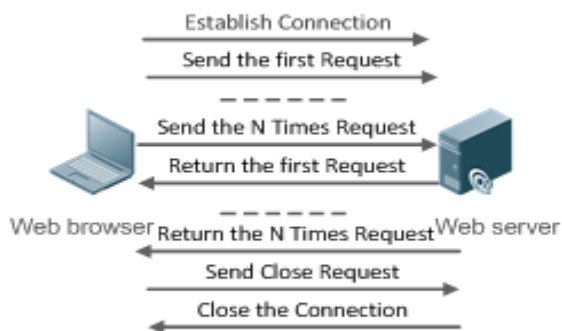 Establish Connection
Send the first Request
Send the N Times Request
Return the first Request
Web browser
Web server
Return the N Times Request
Send Close Request
Close the Connection